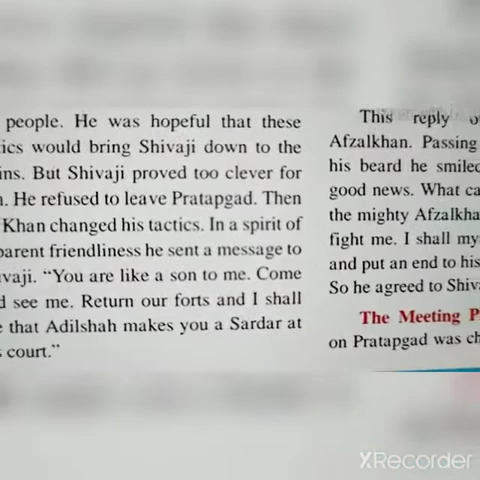 people. He was hopeful that these
ics would bring Shivaji down to the
ins. But Shivaji proved too clever for
He refused to leave Pratapgad. Then
Khan changed his tactics. In a spirit of
parent friendliness he sent a message to
vaji. “You are like a son to me. Come
d see me. Return our forts and I shall
e that Adilshah makes you a Sardar at
s court.”
This reply
Afzalkhan. Passing
his beard he smile
good news. What ca
the mighty Afzalkha
fight me. I shall my
and put an end to his
So he agreed to Shiv
The Meeting P
on Pratapgad was ch
XRecorder